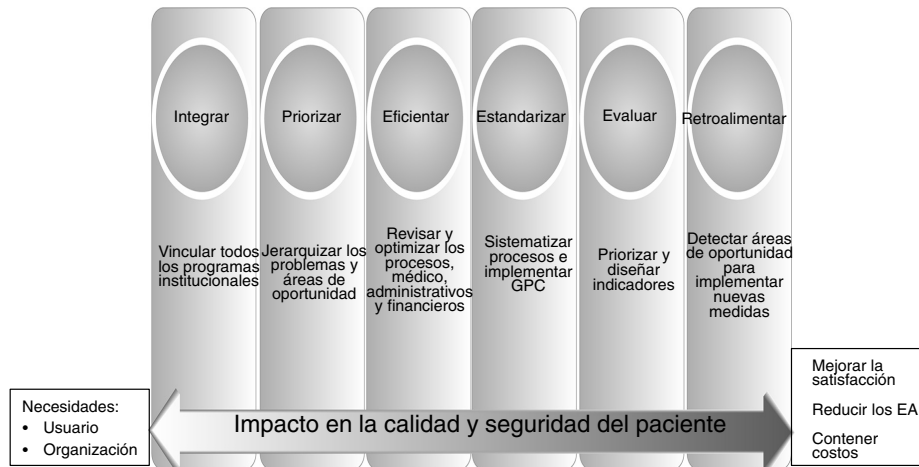 Integrar
Priorizar
Eficientar
Estandarizar
Evaluar
Retroalimentar
Vincular todos
los programas
institucionales
Jerarquizar los
problemas y
áreas de
oportunidad
Revisar y
optimizar los
procesos,
médico,
administrativos
y financieros
Sistematizar
procesos e
implementar
GPC
Priorizar y
diseñar
indicadores
Detectar áreas
de oportunidad
para
implementar
nuevas
medidas
Necesidades:
• Usuario
• Organización
Impacto en la calidad y seguridad del paciente
Mejorar la
satisfacción
Reducir los EA
Contener
costos